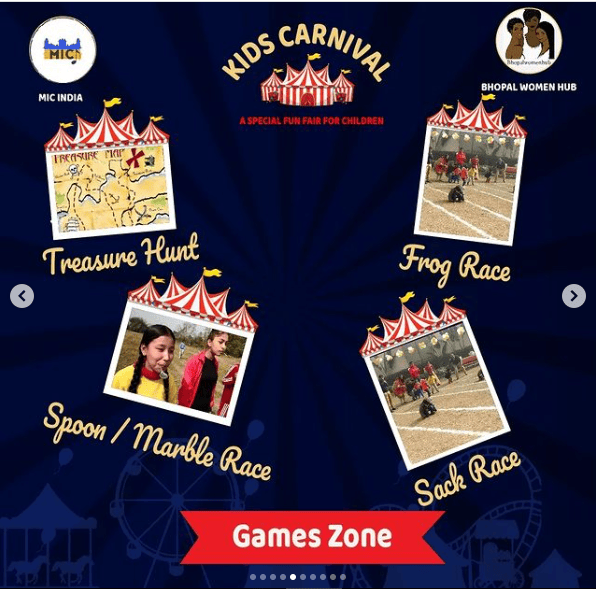 MIC
MIC INDIA
KIDS CARNIVAL
A SPECIAL FUN FAIR FOR CHILDREN
Bhopalwomenhub
BHOPAL WOMEN HUB
TREASURE MAP
Treasure Hunt
Frog Race
Spoon / Marble Race
Sack Race
Games Zone